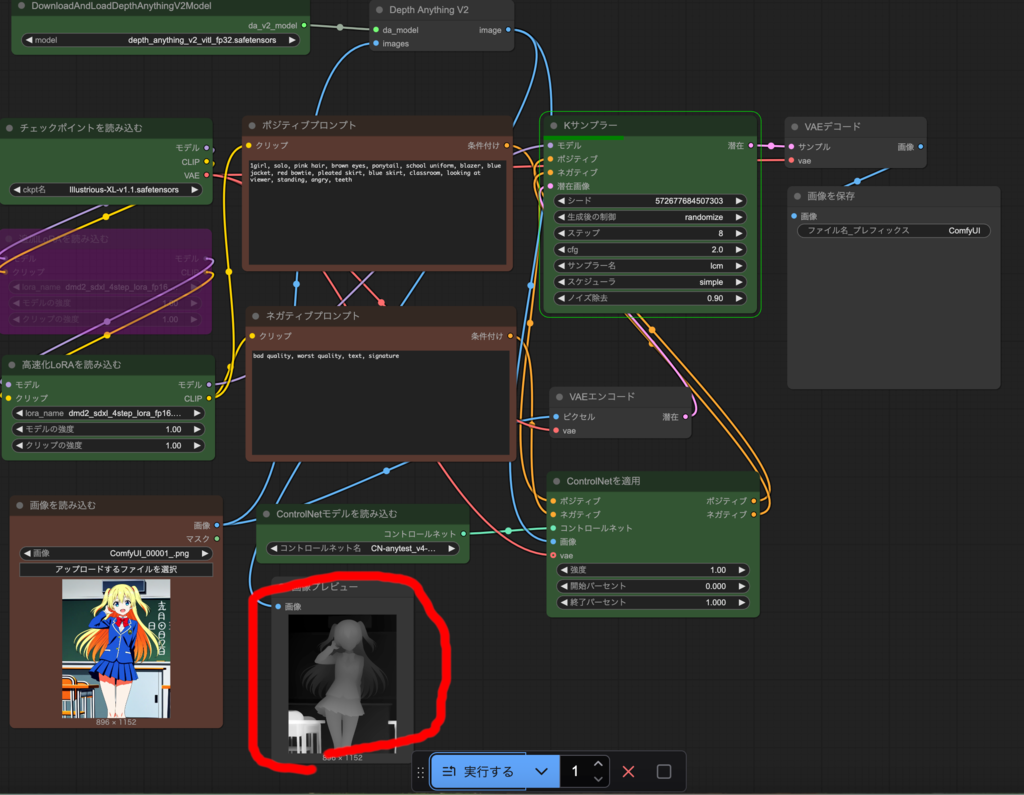 DownloadAndLoadDepthAnythingV2Model
da_v2_model
model
depth_anything_v2_vitl_fp32.safetensors
Depth Anything V2
da_model
image
images
チェックポイントを読み込む
モデル
CLIP
VAE
ckpt名
Illustrious-XL-v1.1.safetensors
を読み込む
モデル
クリップ
lora_name
dmd2_sdxl_4step_lora_fp16
モデルの強度
1.00
クリップの強度
1.00
高速化LoRAを読み込む
モデル
モデル
クリップ
CLIP
lora_name
dmd2_sdxl_4step_lora_fp16....
モデルの強度
1.00
クリップの強度
1.00
ポジティブプロンプト
クリップ
条件付け
1girl, solo, pink hair, brown eyes, ponytail, school uniform, blazer, blue
jacket, red bowtie, pleated skirt, blue skirt, classroom, looking at
viewer, standing, angry, teeth
ネガティブプロンプト
クリップ
条件付け
bad quality, worst quality, text, signature
Kサンプラー
モデル
潜在
ポジティブ
ネガティブ
潜在画像
シード
572677684507303
生成後の制御
randomize
ステップ
8
cfg
2.0
サンプラー名
lcm
スケジューラ
simple
ノイズ除去
0.90
VAEデコード
サンプル
画像
vae
画像を保存
画像
ファイル名_プレフィックス
ComfyUI
VAEエンコード
ピクセル
潜在
vae
ControlNetを適用
ポジティブ
ポジティブ
ネガティブ
ネガティブ
コントロールネット
画像
vae
強度
1.00
開始パーセント
0.000
終了パーセント
1.000
画像を読み込む
画像
マスク
画像
ComfyUI_00001_.png
アップロードするファイルを選択
896 × 1152
ControlNetモデルを読み込む
コントロールネット
コントロールネット名
CN-anytest_v4-...
画像プレビュー
画像
896 × 1152
実行する
1